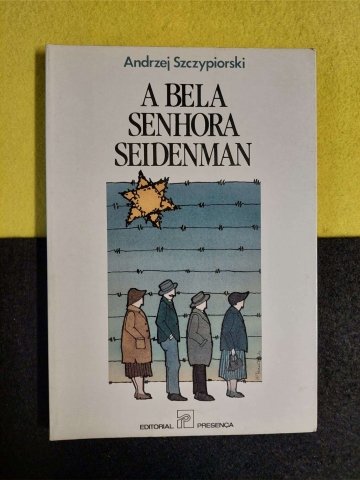 Andrzej Szczypiorski
A BELA
SENHORA
SEIDENMAN
EDITORIAL PRESENÇA